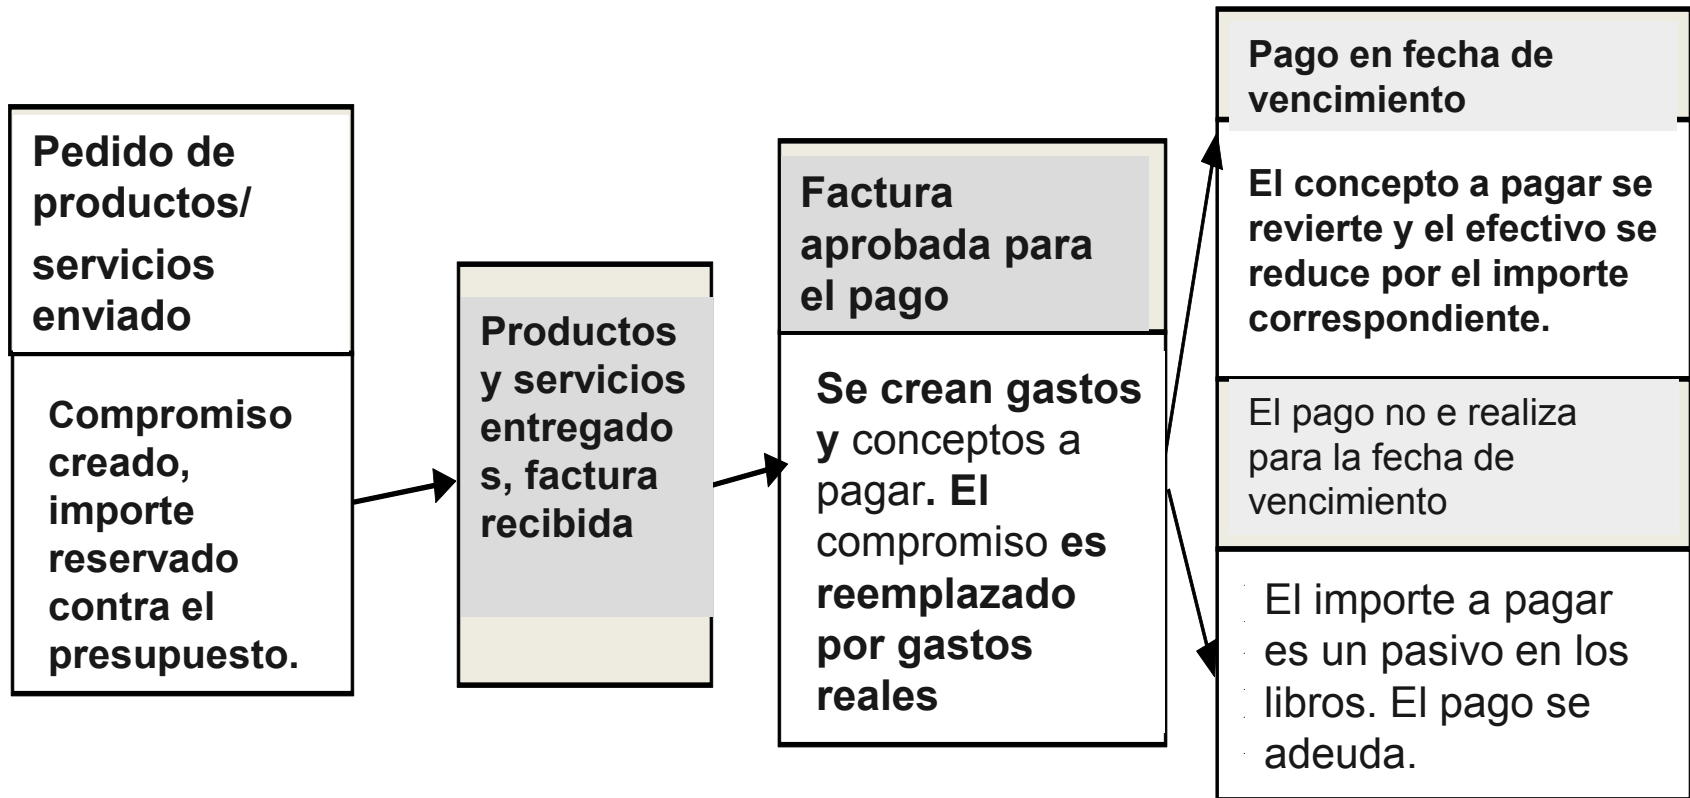 Pedido de
productos/
servicios
enviado
Compromiso
creado,
importe
reservado
contra el
presupuesto.
Productos
y servicios
entregado
s, factura
recibida
Factura
aprobada para
el pago
Se crean gastos
y conceptos a
pagar. El
compromiso es
reemplazado
por gastos
reales
Pago en fecha de
vencimiento
El concepto a pagar se
revierte y el efectivo se
reduce por el importe
correspondiente.
El pago no e realiza
para la fecha de
vencimiento
El importe a pagar
es un pasivo en los
libros. El pago se
adeuda.